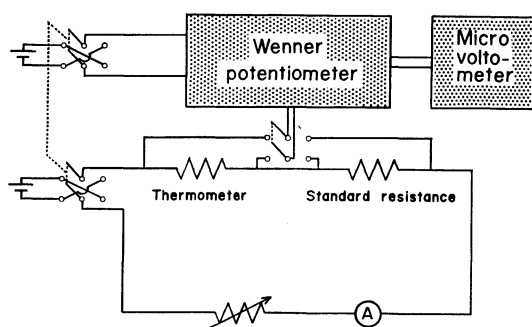 Wenner
potentiometer
Micro
volto-
meter
Thermometer
Standard resistance
A